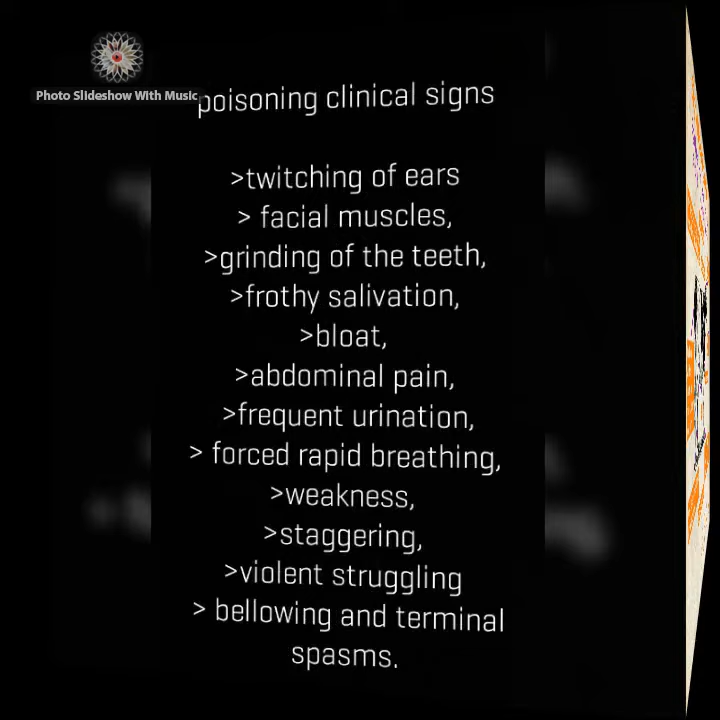 Photo Slideshow With Music
poisoning clinical signs
>twitching of ears
> facial muscles,
>grinding of the teeth,
>frothy salivation,
>bloat,
>abdominal pain,
>frequent urination,
> forced rapid breathing,
>weakness,
>staggering,
>violent struggling
> bellowing and terminal
spasms.